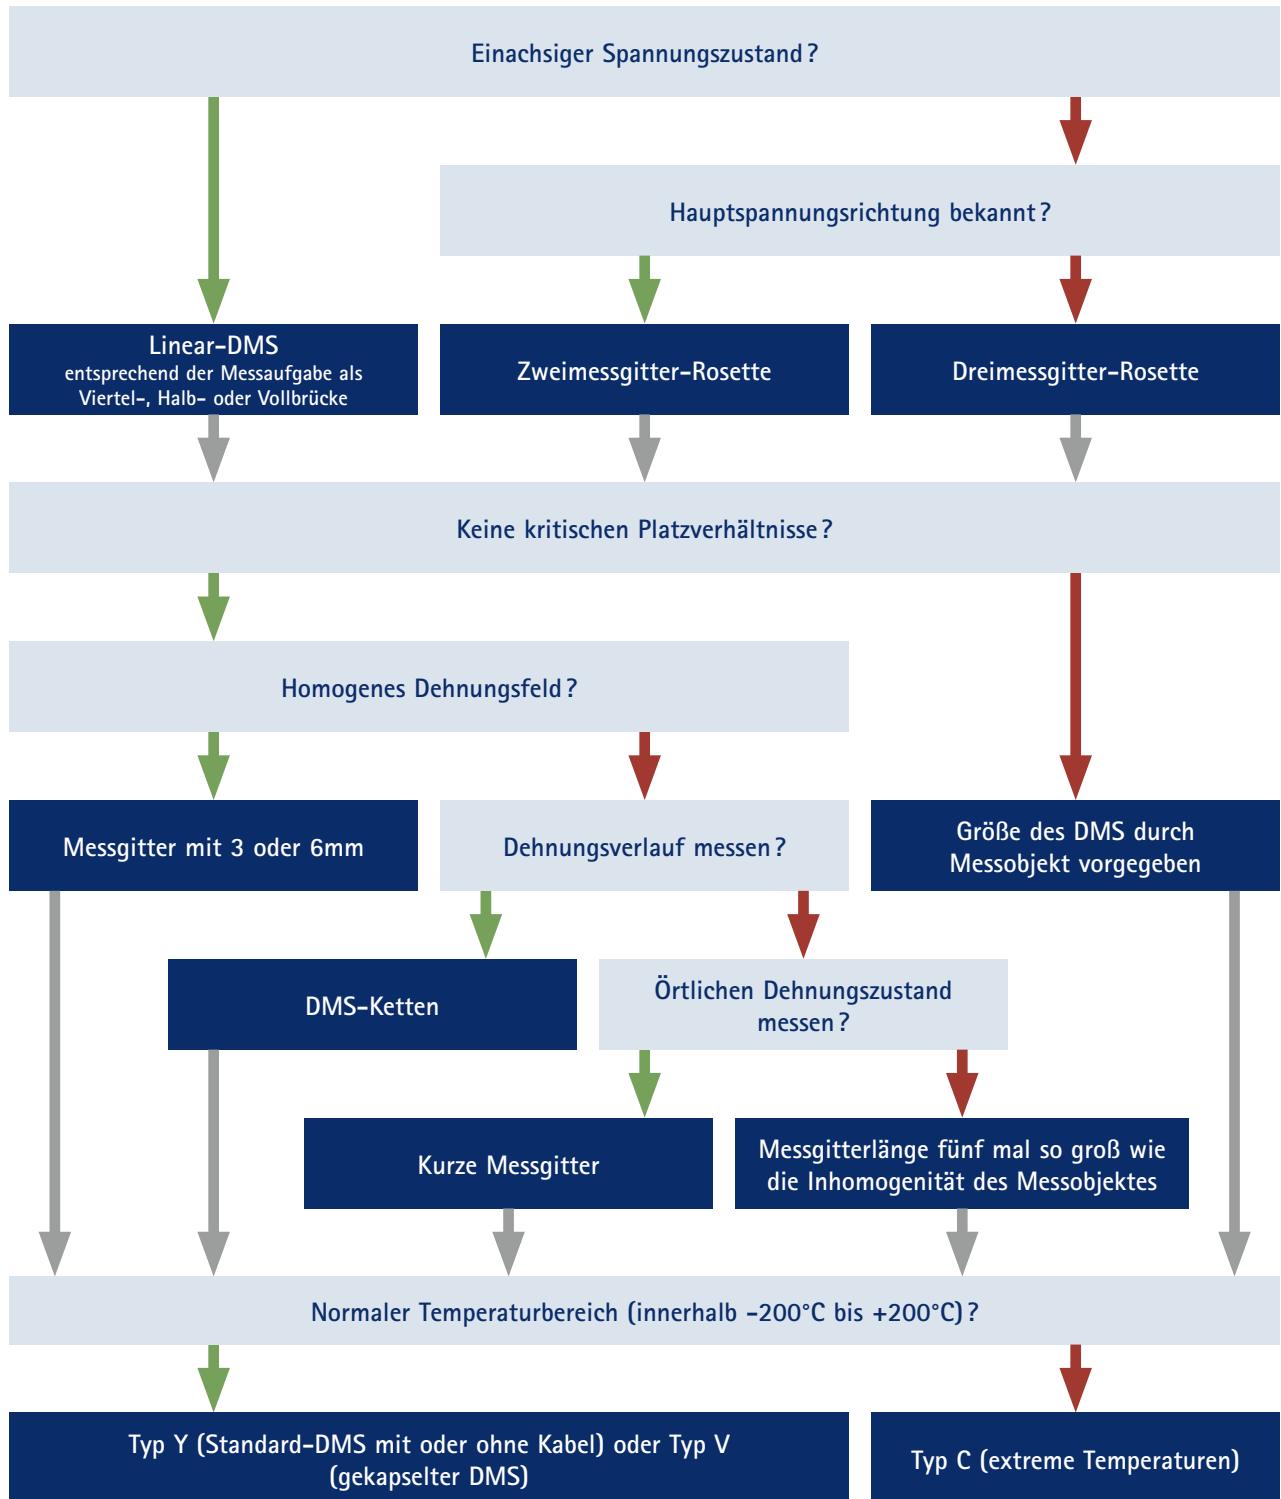 Einachsiger Spannungszustand?
Hauptspannungsrichtung bekannt?
Linear-DMS
entsprechend der Messaufgabe als
Viertel-, Halb- oder Vollbrücke
Zweimessgitter-Rosette
Dreimessgitter-Rosette
Keine kritischen Platzverhältnisse?
Homogenes Dehnungsfeld?
Messgitter mit 3 oder 6mm
Dehnungsverlauf messen?
Größe des DMS durch
Messobjekt vorgegeben
DMS-Ketten
Örtlichen Dehnungszustand
messen?
Kurze Messgitter
Messgitterlänge fünf mal so groß wie
die Inhomogenität des Messobjektes
Normaler Temperaturbereich (innerhalb -200°C bis +200°C)?
Typ Y (Standard-DMS mit oder ohne Kabel) oder Typ V
(gekapselter DMS)
Typ C (extreme Temperaturen)